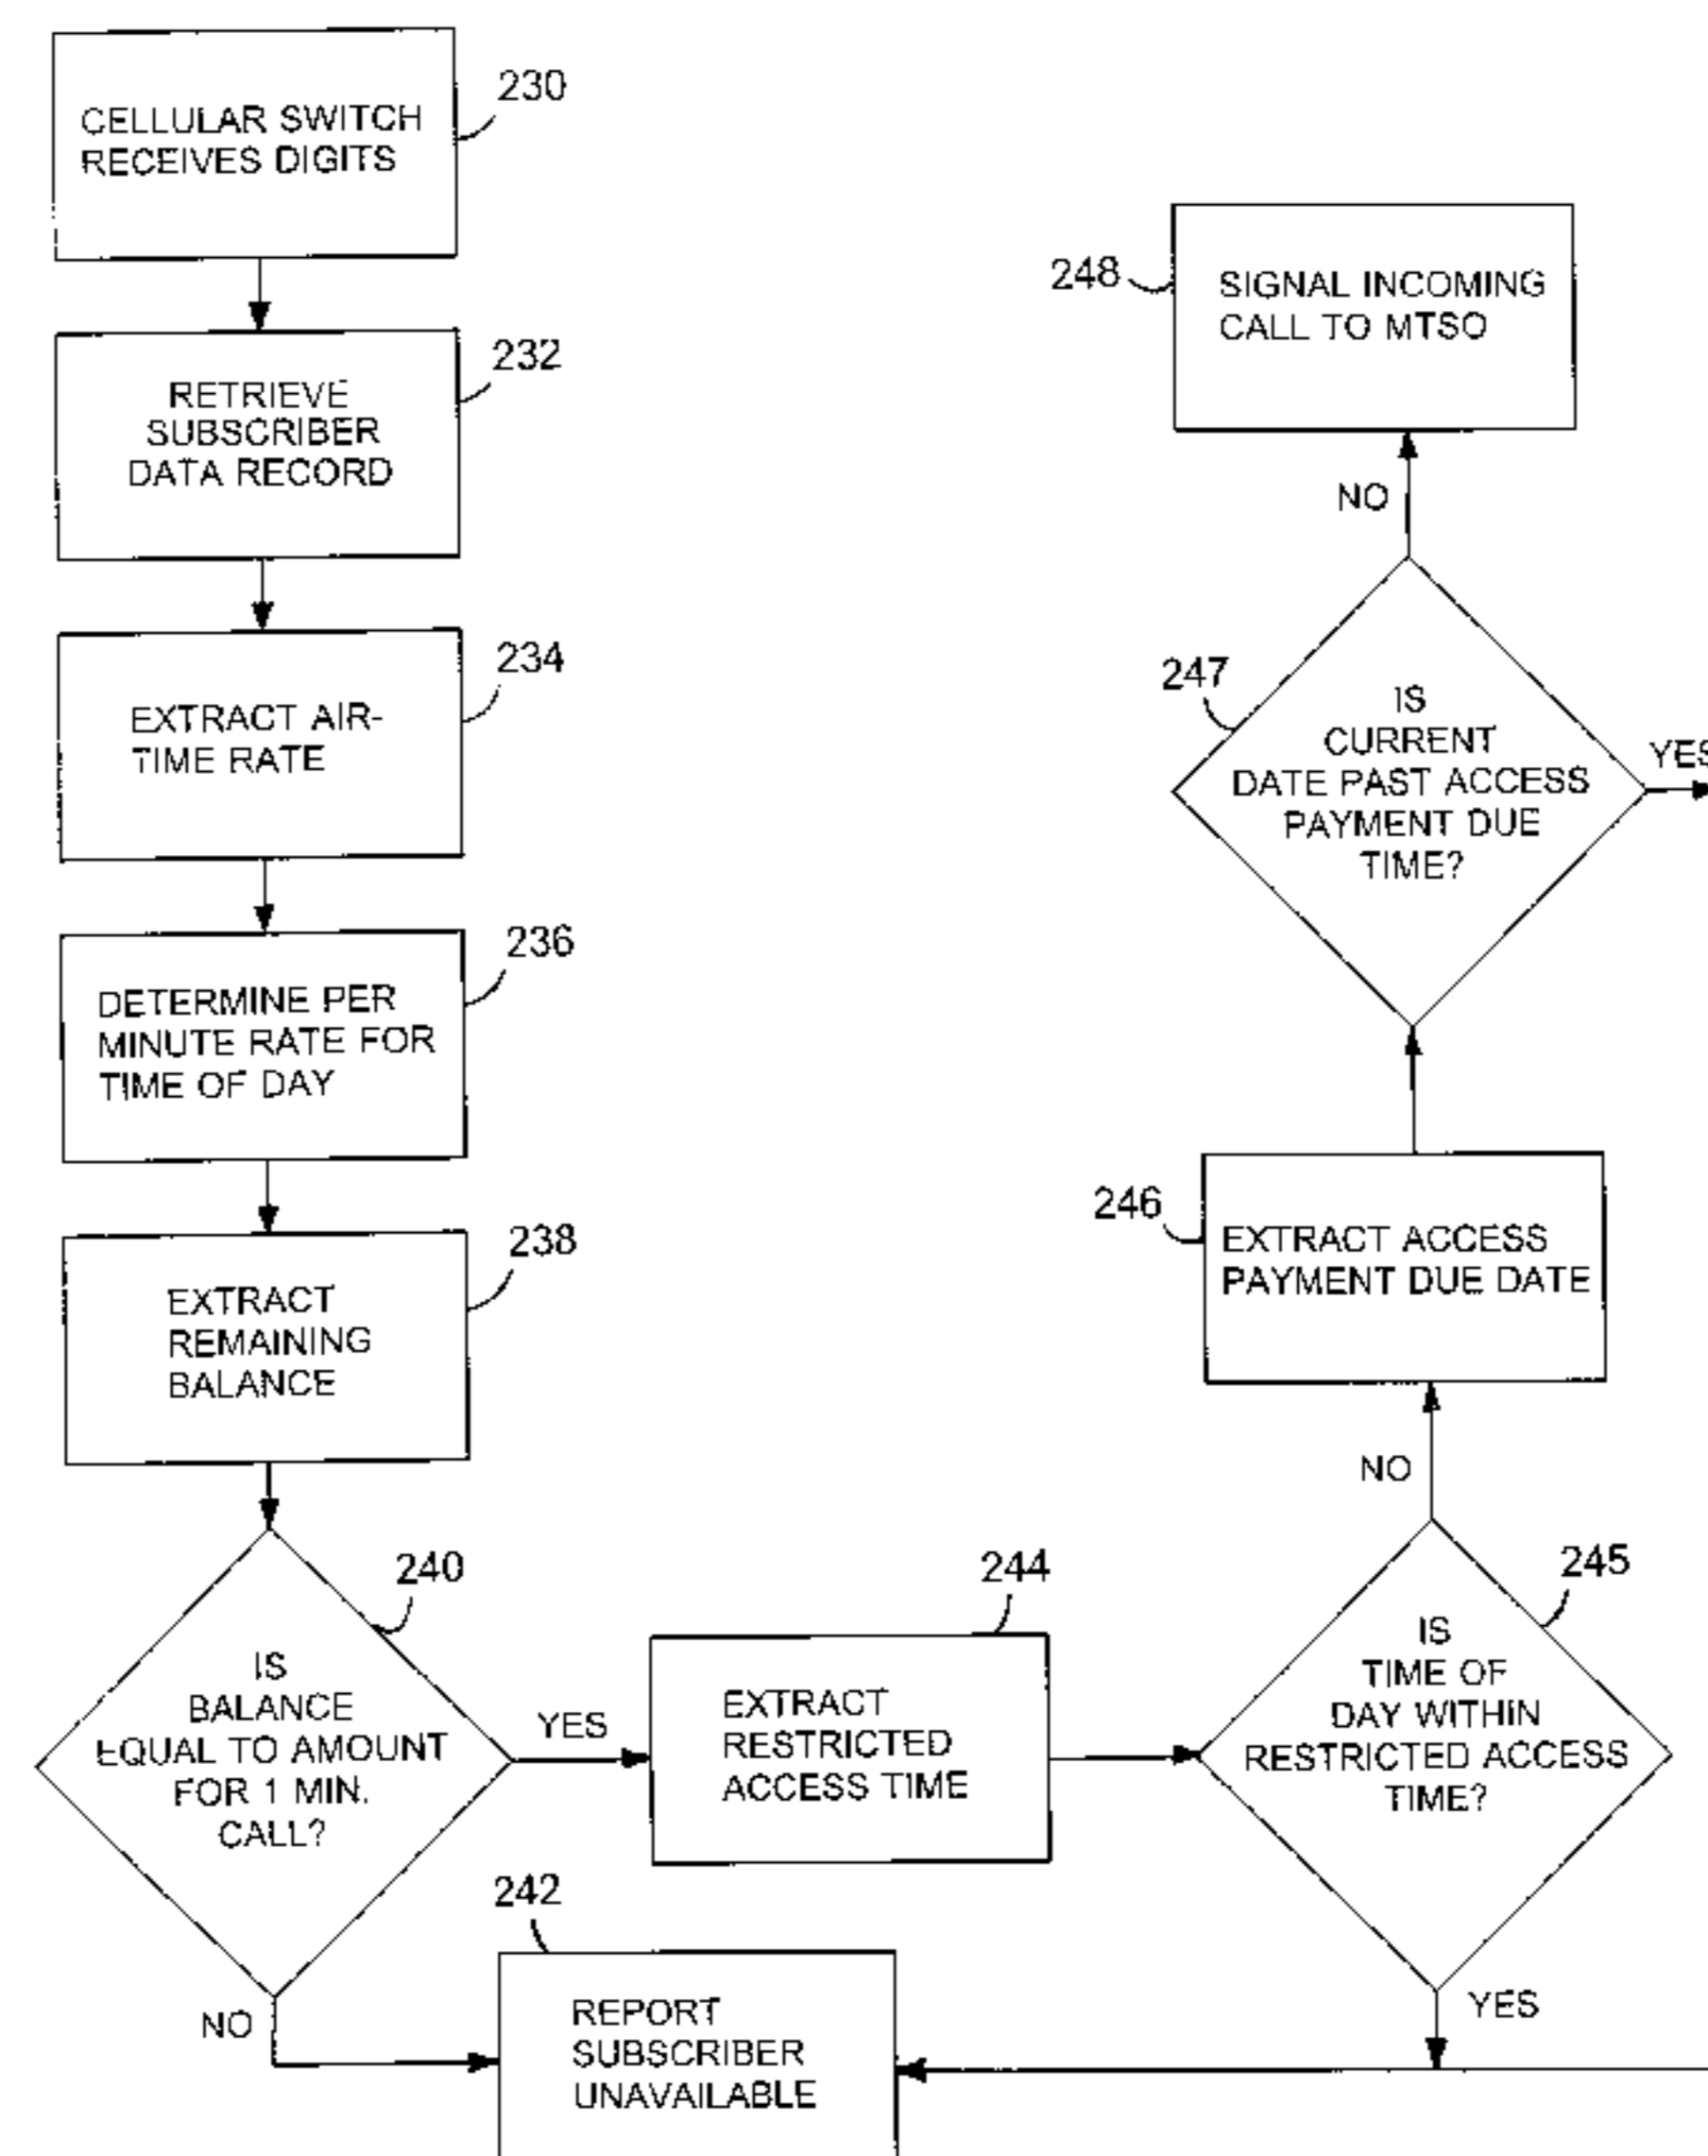 230
CELLULAR SWITCH
RECEIVES DIGITS
232
RETRIEVE
SUBSCRIBER
DATA RECORD
234
EXTRACT AIR-
TIME RATE
236
DETERMINE PER
MINUTE RATE FOR
TIME OF DAY
238
EXTRACT
REMAINING
BALANCE
240
IS
BALANCE
EQUAL TO AMOUNT
FOR 1 MIN.
CALL?
YES
NO
242
REPORT
SUBSCRIBER
UNAVAILABLE
244
EXTRACT
RESTRICTED
ACCESS TIME
245
IS
TIME OF
DAY WITHIN
RESTRICTED ACCESS
TIME?
YES
NO
246
EXTRACT ACCESS
PAYMENT DUE DATE
247
IS
CURRENT
DATE PAST ACCESS
PAYMENT DUE
TIME?
YES
NO
248
SIGNAL INCOMING
CALL TO MTSO